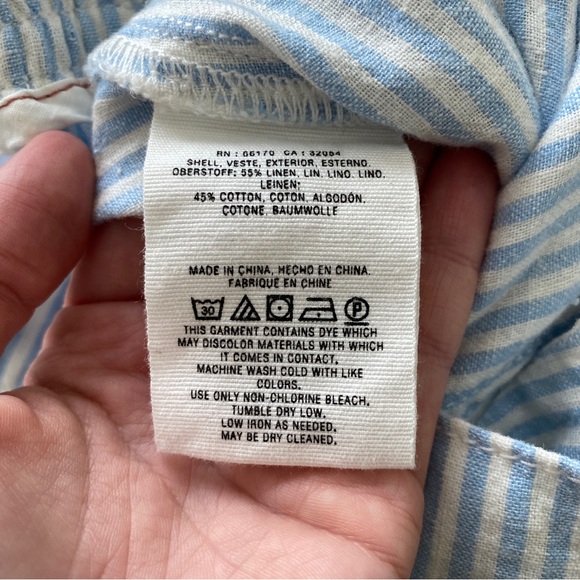 RN : 66170 CA : 32054
SHELL, VESTE, EXTERIOR, ESTERNO,
OBERSTOFF: 55% LINEN, LIN, LINO, LINO,
LEINEN;
45% COTTON, COTON, ALGODÓN,
COTONE, BAUMWOLLE
MADE IN CHINA, HECHO EN CHINA,
FABRIQUÉ EN CHINE
30 P
THIS GARMENT CONTAINS DYE WHICH
MAY DISCOLOR MATERIALS WITH WHICH
IT COMES IN CONTACT.
MACHINE WASH COLD WITH LIKE
COLORS.
USE ONLY NON-CHLORINE BLEACH.
TUMBLE DRY LOW.
LOW IRON AS NEEDED.
MAY BE DRY CLEANED.